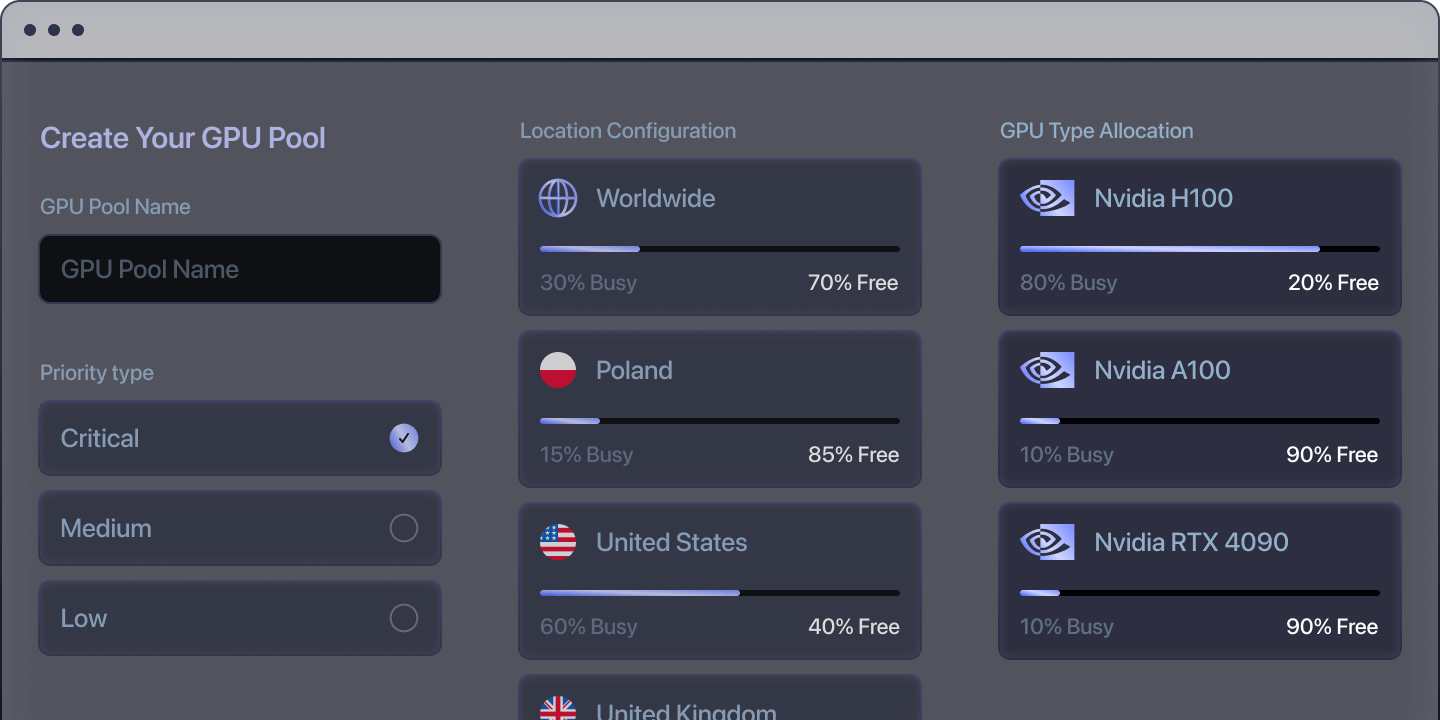 Create Your GPU Pool
GPU Pool Name
GPU Pool Name
Priority type
Critical
Medium
Low
Location Configuration
Worldwide
30% Busy 70% Free
Poland
15% Busy 85% Free
United States
60% Busy 40% Free
United Kingdom
GPU Type Allocation
Nvidia H100
80% Busy 20% Free
Nvidia A100
10% Busy 90% Free
Nvidia RTX 4090
10% Busy 90% Free